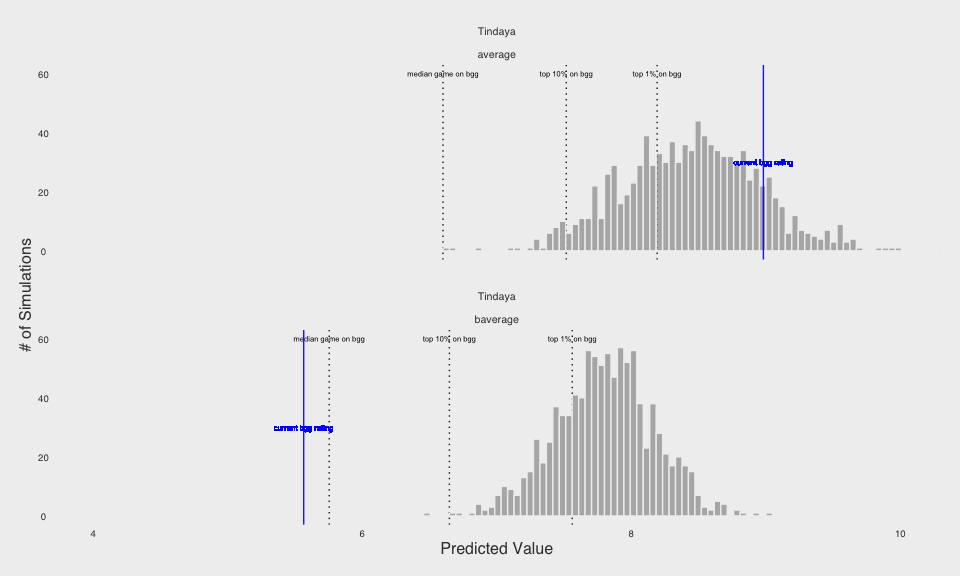 Tindaya
average
60
median game on bgg
top 10% on bgg
top 1% on bgg
40
current bgg rating
20
0
# of Simulations
Tindaya
baverage
60
median game on bgg
top 10% on bgg
top 1% on bgg
40
current bgg rating
20
0
4
6
8
10
Predicted Value